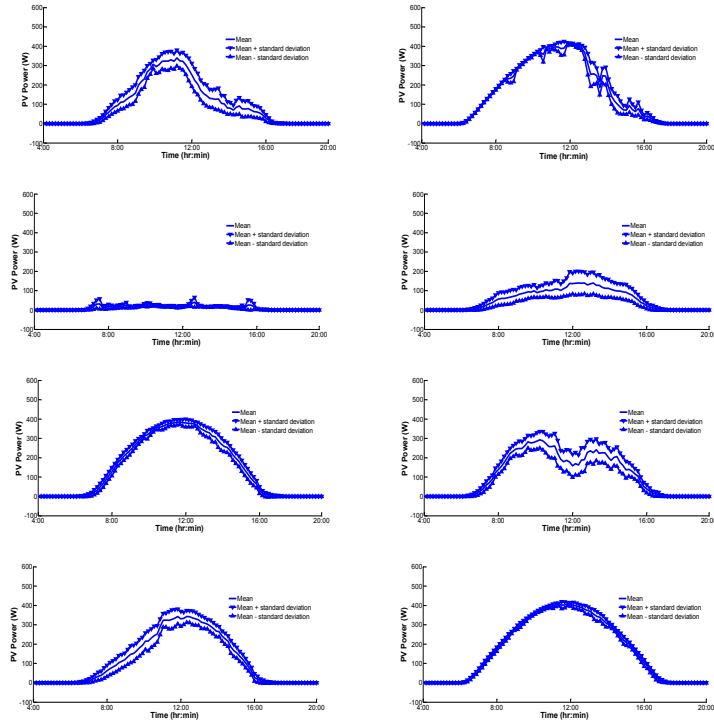 600
500
400
300
200
100
0
-100
PV Power (W)
4:00 8:00 12:00 16:00 20:00
Time (hr:min)
Mean
Mean + standard deviation
Mean - standard deviation
600
500
400
300
200
100
0
-100
PV Power (W)
4:00 8:00 12:00 16:00 20:00
Time (hr:min)
Mean
Mean + standard deviation
Mean - standard deviation
600
500
400
300
200
100
0
-100
PV Power (W)
4:00 8:00 12:00 16:00 20:00
Time (hr:min)
Mean
Mean + standard deviation
Mean - standard deviation
600
500
400
300
200
100
0
-100
PV Power (W)
4:00 8:00 12:00 16:00 20:00
Time (hr:min)
Mean
Mean + standard deviation
Mean - standard deviation
600
500
400
300
200
100
0
-100
PV Power (W)
4:00 8:00 12:00 16:00 20:00
Time (hr:min)
Mean
Mean + standard deviation
Mean - standard deviation
600
500
400
300
200
100
0
-100
PV Power (W)
4:00 8:00 12:00 16:00 20:00
Time (hr:min)
Mean
Mean + standard deviation
Mean - standard deviation
600
500
400
300
200
100
0
-100
PV Power (W)
4:00 8:00 12:00 16:00 20:00
Time (hr:min)
Mean
Mean + standard deviation
Mean - standard deviation
600
500
400
300
200
100
0
-100
PV Power (W)
4:00 8:00 12:00 16:00 20:00
Time (hr:min)
Mean
Mean + standard deviation
Mean - standard deviation